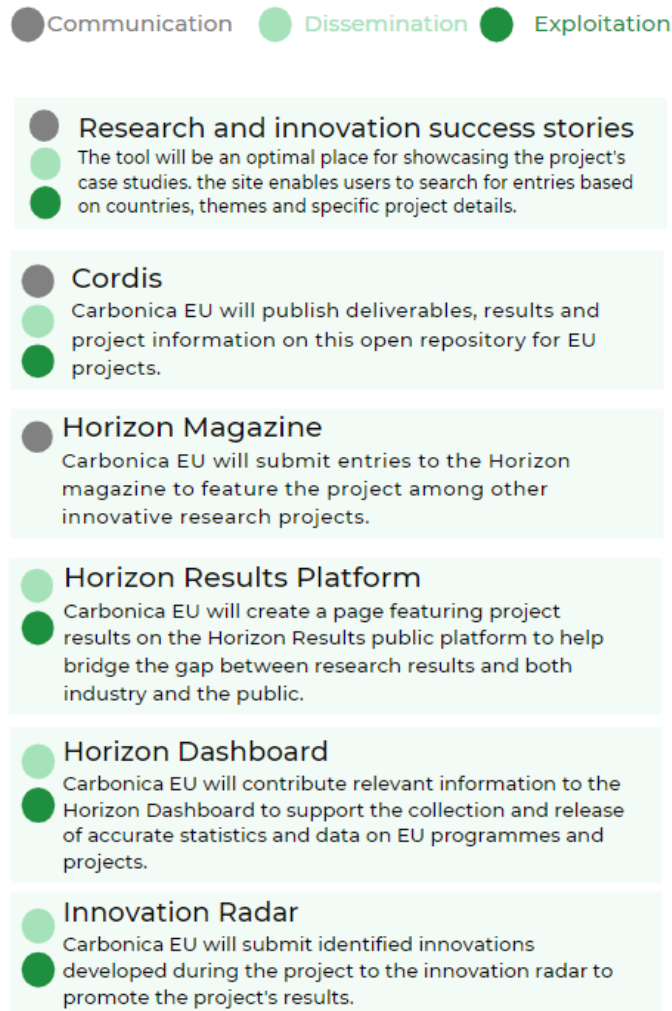 Communication Dissemination Exploitation
Research and innovation success stories
The tool will be an optimal place for showcasing the project's
case studies. the site enables users to search for entries based
on countries, themes and specific project details.
Cordis
Carbonica EU will publish deliverables, results and
project information on this open repository for EU
projects.
Horizon Magazine
Carbonica EU will submit entries to the Horizon
magazine to feature the project among other
innovative research projects.
Horizon Results Platform
Carbonica EU will create a page featuring project
results on the Horizon Results public platform to help
bridge the gap between research results and both
industry and the public.
Horizon Dashboard
Carbonica EU will contribute relevant information to the
Horizon Dashboard to support the collection and release
of accurate statistics and data on EU programmes and
projects.
Innovation Radar
Carbonica EU will submit identified innovations
developed during the project to the innovation radar to
promote the project's results.